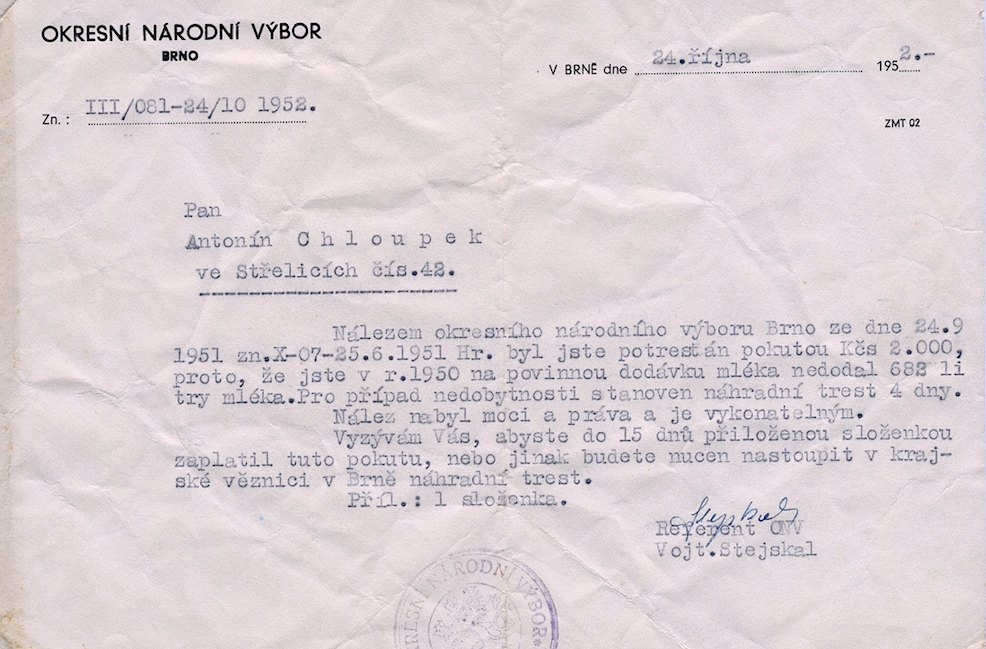 OKRESNÍ NÁRODNÍ VÝBOR
BRNO
V BRNĚ dne 24.října 1952.-
Zn.: III/081-24/10 1952.
ZMT 02
Pan
Antonín Chloupek
ve Střelicích čís.42.
Nálezem okresního národního výboru Brno ze dne 24.9
1951 zn.X-07-25.6.1951 Hr. byl jste potrestán pokutou Kčs 2.000,
proto, že jste v r.1950 na povinnou dodávku mléka nedodal 682 li
try mléka.Pro případ nedobytnosti stanoven náhradní trest 4 dny.
Nález nabyl moci a práva a je vykonatelným.
Vyzývám Vás, abyste do 15 dnů přiloženou složenkou
zaplatil tuto pokutu, nebo jinak budete nucen nastoupit v kraj-
ské věznici v Brně náhradní trest.
Příl.: 1 složenka.
Stejskal
Referent ONV
Vojt.Stejskal
OKRESNÍ NÁRODNÍ VÝBOR